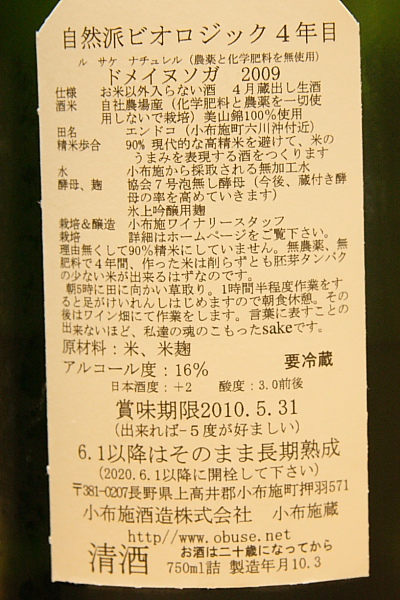 自然派ビオロジック４年目
ル サケ ナチュレル（農薬と化学肥料を無使用）
ドメイヌソガ 2009
仕様 お米以外入らない酒 ４月蔵出し生酒
酒米 自社農場産（化学肥料と農薬を一切使
用しないで栽培）美山錦100％使用
田名 エンドコ（小布施町六川沖付近）
精米歩合 90% 現代的な高精米を避けて、米の
うまみを表現する酒をつくります
水 小布施から採取される無加工水
酵母、麹 協会７号泡無し酵母（今後、蔵付き酵
母の率を高めていきます）
氷上吟醸用麹
栽培＆醸造 小布施ワイナリースタッフ
栽培 詳細はホームページをご覧下さい。
理由無くして90％精米にしていません。無農薬、無
肥料で４年間、作った米は削らずとも胚芽タンパク
の少ない米が出来るはずなのです。
朝5時に田に向かい草取り。1時間半程度作業をす
ると足がけいれんしはじめますので朝食休憩。その
後はワイン畑にて作業をします。言葉に表すことの
出来ないほど、私達の魂のこもったsakeです。
原材料：米、米麹
アルコール度：16％
要冷蔵
日本酒度：＋2 酸度：3.0前後
賞味期限2010.5.31
（出来れば−５度が好ましい）
6.1以降はそのまま長期熟成
（2020.6.1以降に開栓して下さい）
〒381-0207長野県上高井郡小布施町押羽571
小布施酒造株式会社 小布施蔵
http//www.obuse.net
清酒 お酒は二十歳になってから
750ml詰 製造年月10.3